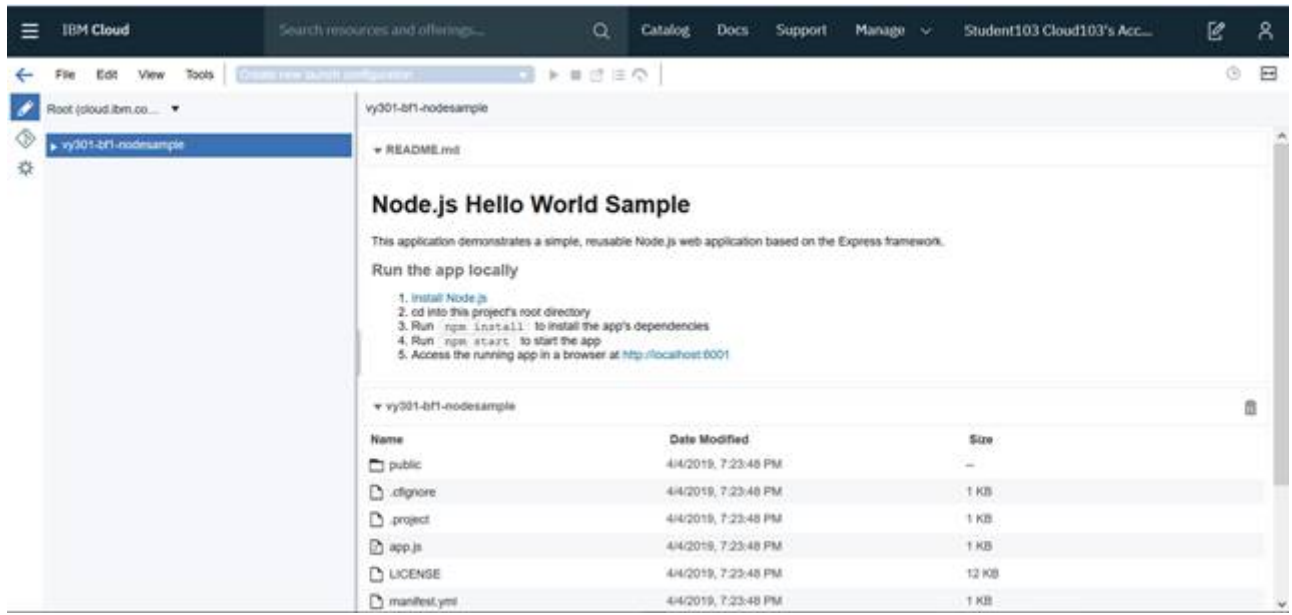 IBM Cloud Search resources and offerings... Catalog Docs Support Manage Student103 Cloud103's Acc...
File Edit View Tools Create new launch configuration
Root (cloud.ibm.co... vy301-bf1-nodesample
vy301-bf1-nodesample
README.md
Node.js Hello World Sample
This application demonstrates a simple, reusable Node.js web application based on the Express framework.
Run the app locally
1. Install Node.js
2. cd into this project's root directory
3. Run npm install to install the app's dependencies
4. Run npm start to start the app
5. Access the running app in a browser at http://localhost:6001
vy301-bf1-nodesample
Name Date Modified Size
public 4/4/2019, 7:23:48 PM --
.cfignore 4/4/2019, 7:23:48 PM 1 KB
.project 4/4/2019, 7:23:48 PM 1 KB
app.js 4/4/2019, 7:23:48 PM 1 KB
LICENSE 4/4/2019, 7:23:48 PM 12 KB
manifest.yml 4/4/2019, 7:23:48 PM 1 KB